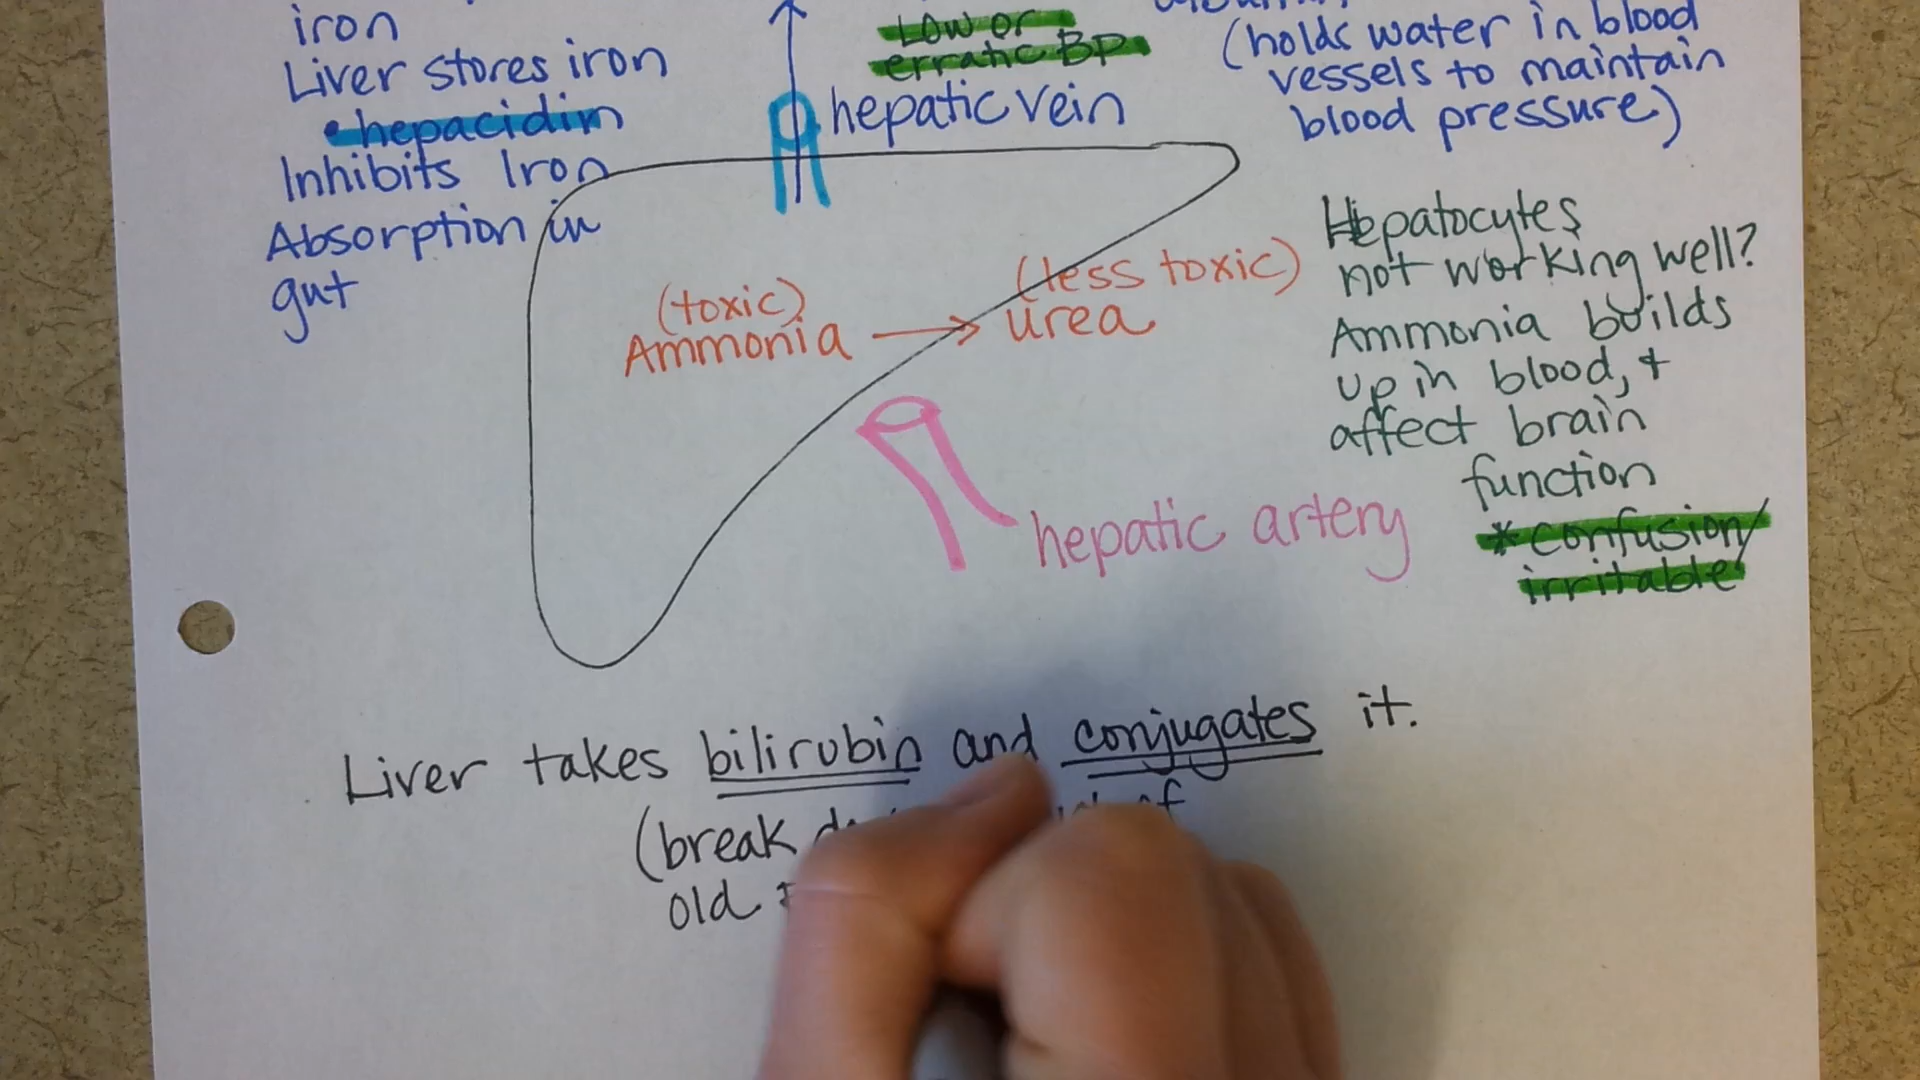 iron
Liver stores iron
• hepacidin
Inhibits Iron
Absorption in
gut
Low or
erratic BP
hepatic vein
(holds water in blood
vessels to maintain
blood pressure)
(toxic)
Ammonia → urea
(less toxic)
Hepatocytes
not working well?
Ammonia builds
up in blood, +
affect brain
function
* confusion/
irritable
hepatic artery
Liver takes bilirubin and conjugates it.
(break of
old